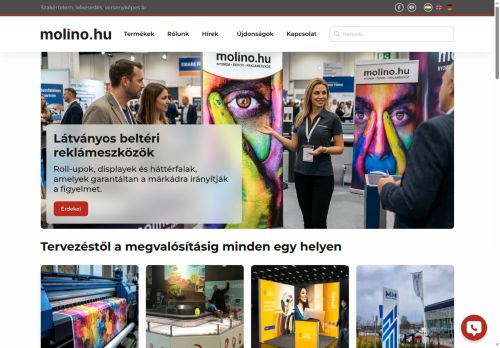 Szakértelem, lelkesedés, versenyképes ár
molino.hu
Termékek
Rólunk
Hírek
Újdonságok
Kapcsolat
Keresés...
molino.hu
molino.hu
Látványos beltéri
reklámeszközök
Roll-upok, displayek és háttérfalak,
amelyek garantáltan a márkádra irányítják
a figyelmet.
Érdekel
Tervezéstől a megvalósításig minden egy helyen